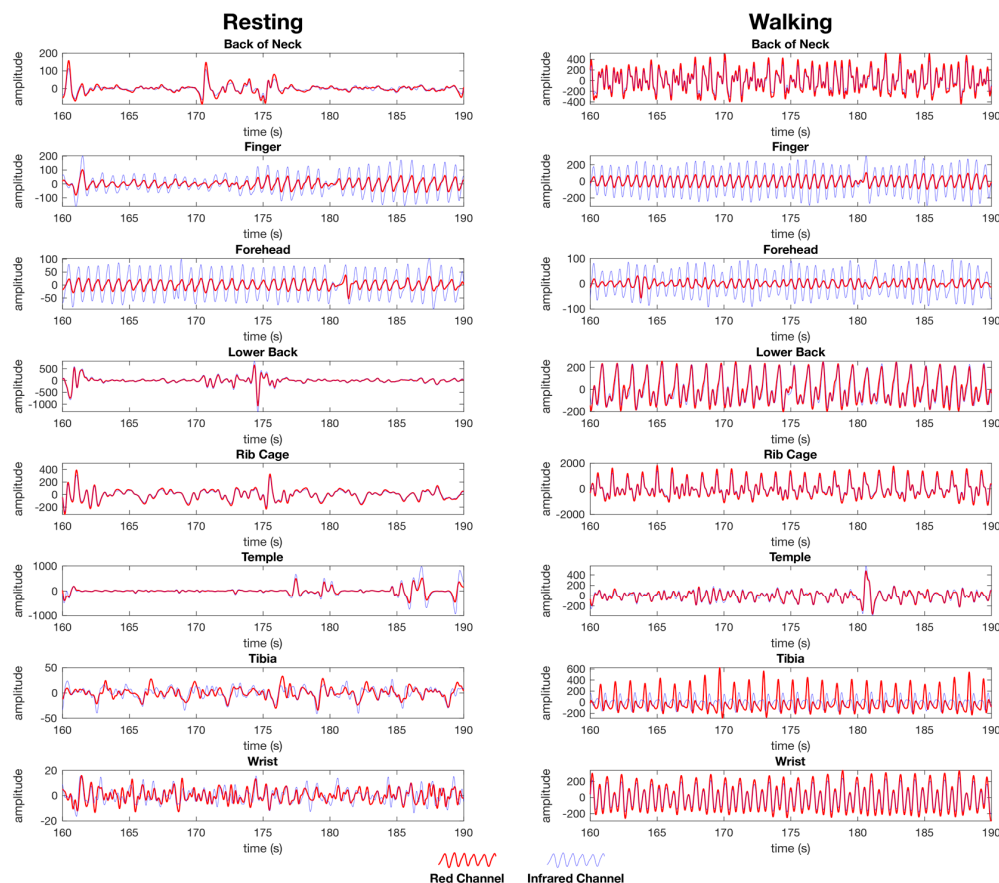 Resting
Walking
Back of Neck
Back of Neck
200
100
0
amplitude
160 165 170 175 180 185 190
time (s)
400
200
0
-200
-400
amplitude
160 165 170 175 180 185 190
time (s)
Finger
Finger
200
100
0
-100
amplitude
160 165 170 175 180 185 190
time (s)
200
0
-200
amplitude
160 165 170 175 180 185 190
time (s)
Forehead
Forehead
100
50
0
-50
amplitude
160 165 170 175 180 185 190
time (s)
100
0
-100
amplitude
160 165 170 175 180 185 190
time (s)
Lower Back
Lower Back
500
0
-500
-1000
amplitude
160 165 170 175 180 185 190
time (s)
200
0
-200
amplitude
160 165 170 175 180 185 190
time (s)
Rib Cage
Rib Cage
400
200
0
-200
amplitude
160 165 170 175 180 185 190
time (s)
2000
0
-2000
amplitude
160 165 170 175 180 185 190
time (s)
Temple
Temple
1000
0
-1000
amplitude
160 165 170 175 180 185 190
time (s)
400
200
0
-200
amplitude
160 165 170 175 180 185 190
time (s)
Tibia
Tibia
50
0
-50
amplitude
160 165 170 175 180 185 190
time (s)
600
400
200
0
-200
amplitude
160 165 170 175 180 185 190
time (s)
Wrist
Wrist
20
0
-20
amplitude
160 165 170 175 180 185 190
time (s)
200
0
-200
amplitude
160 165 170 175 180 185 190
time (s)
Red Channel
Infrared Channel